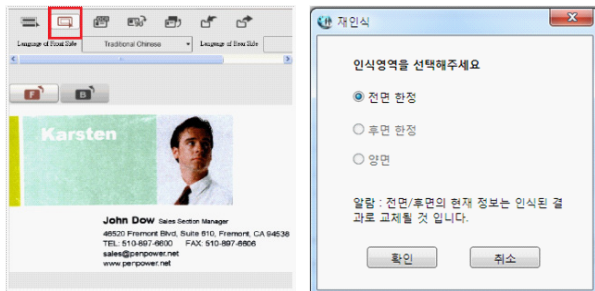 Language of Front Side
Traditional Chinese
Language of Rear Side
F
B
Karsten
John Dow Sales Section Manager
46520 Fremont Blvd, Suite 610, Fremont, CA 94538
TEL: 510-897-6600 FAX: 510-897-6606
sales@penpower.net
www.penpower.net
재인식
인식영역을 선택해주세요
전면 한정
후면 한정
양면
알람 : 전면/후면의 현재 정보는 인식된 결
과로 교체될 것 입니다.
확인
취소